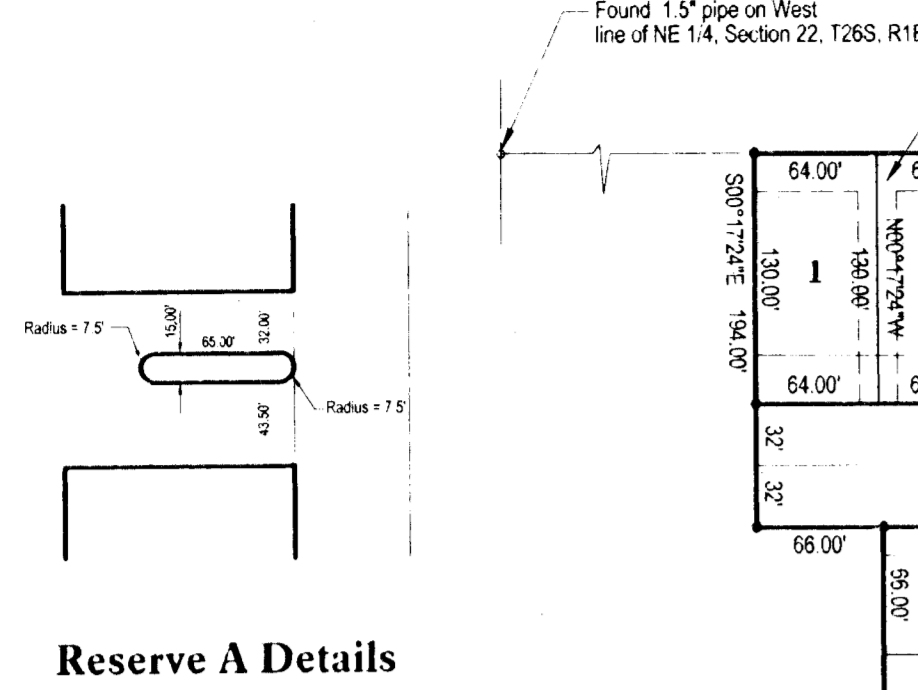 Found 1.5" pipe on West
line of NE 1/4, Section 22, T26S, R1E
64.00'
S00°17'24"E 194.00'
130.00'
1
130.00'
N00°17'24"W
64.00'
32'
32'
66.00'
66.00'
Radius = 7.5'
15.00'
65.00'
32.00'
Radius = 7.5'
43.50'
Reserve A Details